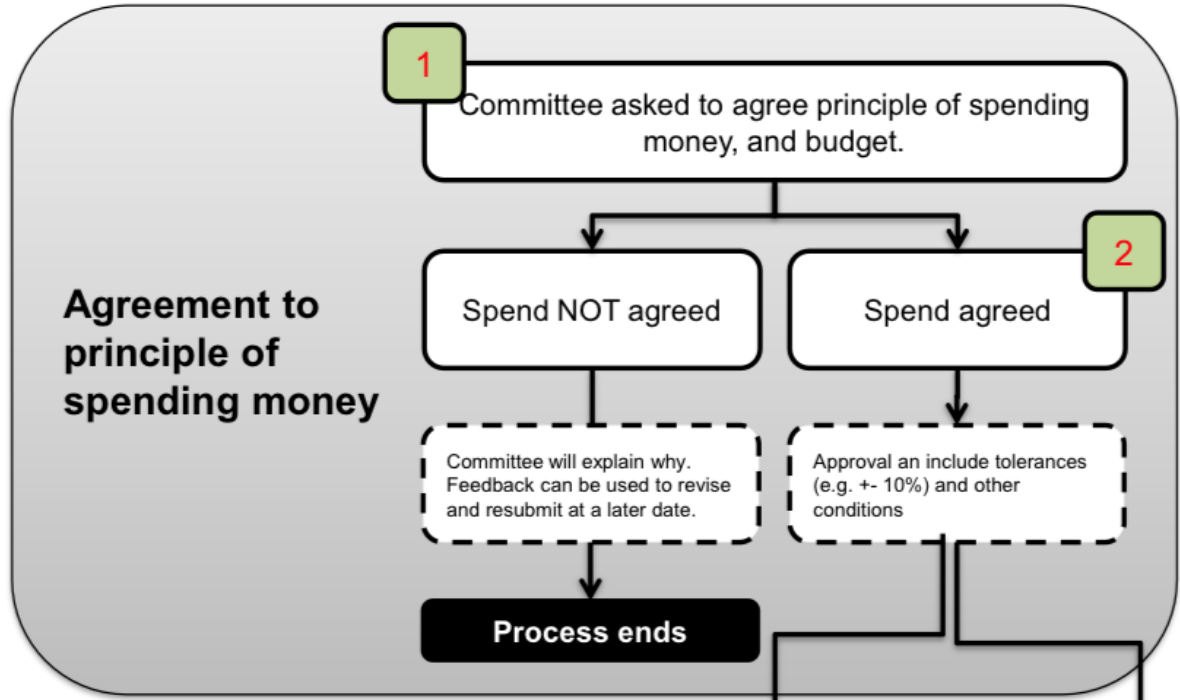 1
Committee asked to agree principle of spending
money, and budget.
2
Spend NOT agreed
Spend agreed
Agreement to
principle of
spending money
Committee will explain why.
Feedback can be used to revise
and resubmit at a later date.
Approval an include tolerances
(e.g. +- 10%) and other
conditions
Process ends